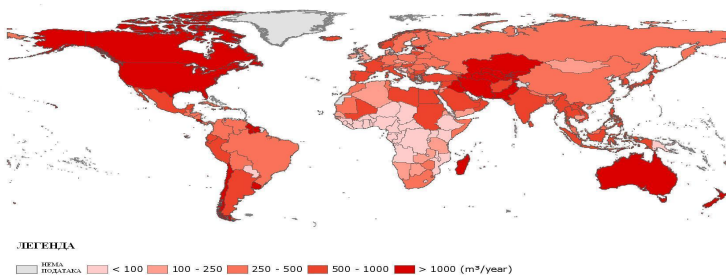 ЛЕГЕНДА
НЕМА
ПОДАТАКА
< 100
100 - 250
250 - 500
500 - 1000
> 1000 (m³/year)